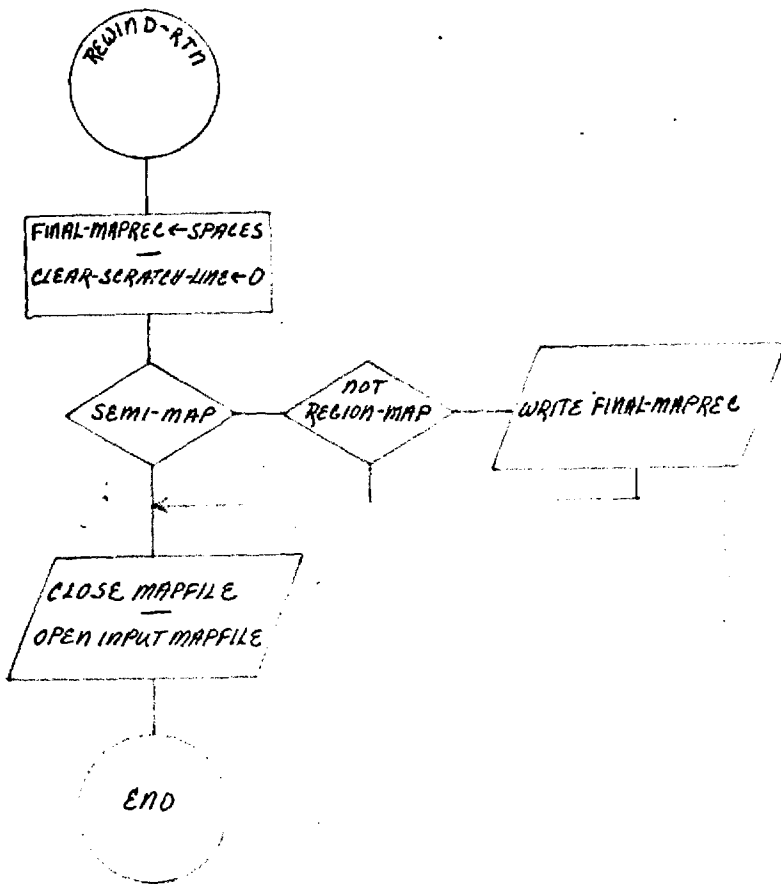 REWIND-RTN
FINAL-MAPREC←SPACES
CLEAR-SCRATCH-LINE←0
SEMI-MAP
NOT
REGION-MAP
WRITE FINAL-MAPREC
CLOSE MAPFILE
OPEN INPUT MAPFILE
END